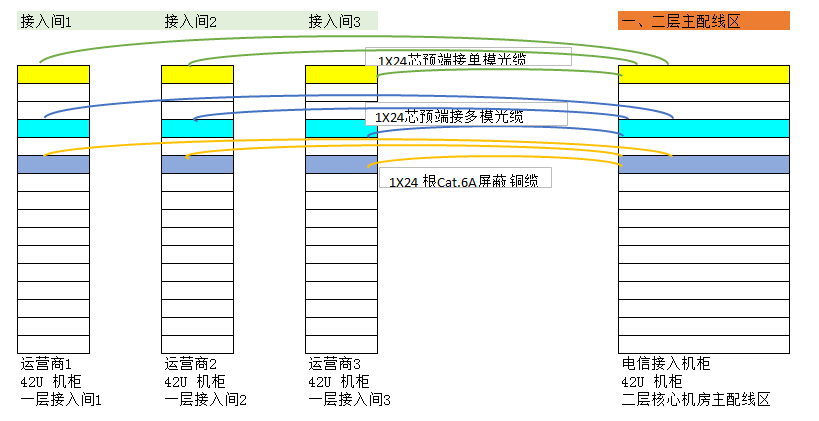 接入间1
接入间2
接入间3
一、二层主配线区
1X24芯预端接单模光缆
1X24芯预端接多模光缆
1X24 根Cat.6A屏蔽 铜缆
运营商1
42U 机柜
一层接入间1
运营商2
42U 机柜
一层接入间2
运营商3
42U 机柜
一层接入间3
电信接入机柜
42U 机柜
二层核心机房主配线区